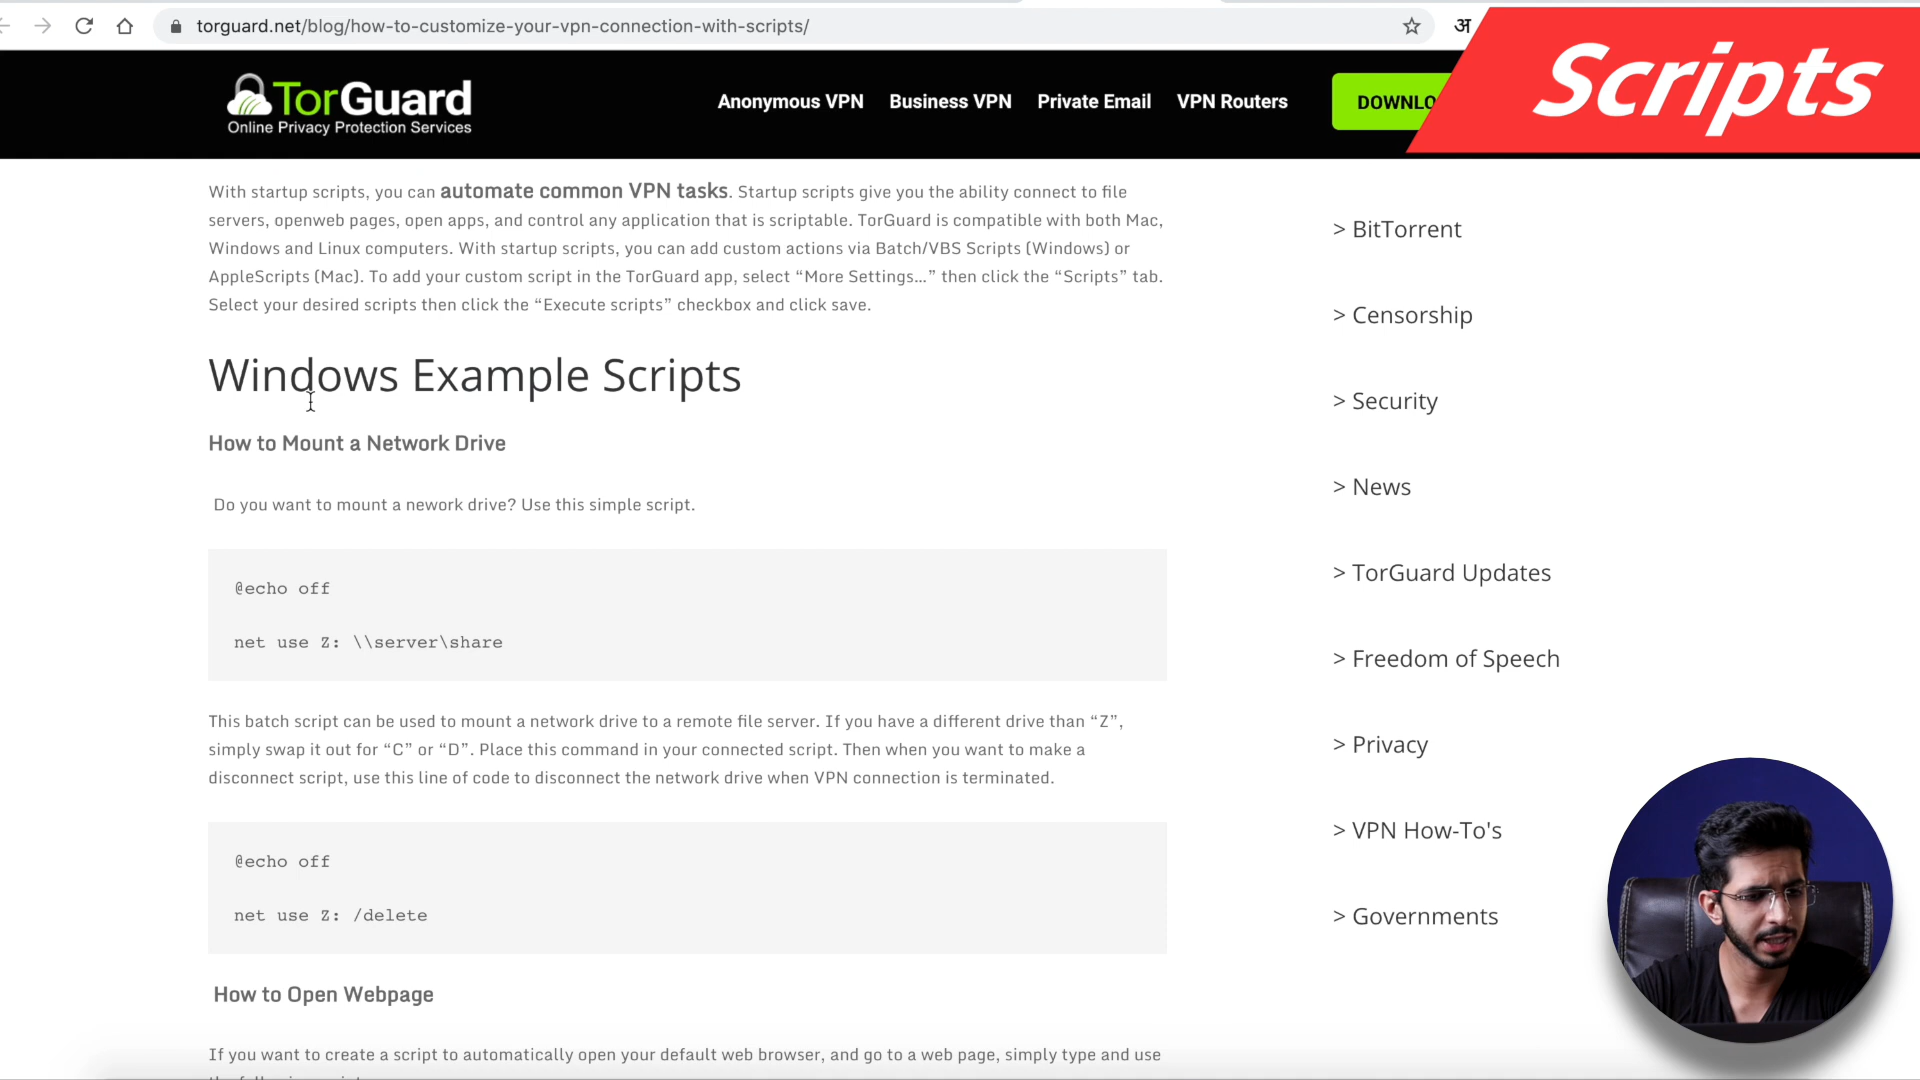 torguard.net/blog/how-to-customize-your-vpn-connection-with-scripts/
अ
Scripts
TorGuard
Online Privacy Protection Services
Anonymous VPN
Business VPN
Private Email
VPN Routers
DOWNLO
With startup scripts, you can automate common VPN tasks. Startup scripts give you the ability connect to file
servers, openweb pages, open apps, and control any application that is scriptable. TorGuard is compatible with both Mac,
Windows and Linux computers. With startup scripts, you can add custom actions via Batch/VBS Scripts (Windows) or
AppleScripts (Mac). To add your custom script in the TorGuard app, select “More Settings…” then click the “Scripts” tab.
Select your desired scripts then click the “Execute scripts” checkbox and click save.
Windows Example Scripts
How to Mount a Network Drive
Do you want to mount a nework drive? Use this simple script.
@echo off
net use Z: \\server\share
This batch script can be used to mount a network drive to a remote file server. If you have a different drive than “Z”,
simply swap it out for “C” or “D”. Place this command in your connected script. Then when you want to make a
disconnect script, use this line of code to disconnect the network drive when VPN connection is terminated.
@echo off
net use Z: /delete
How to Open Webpage
If you want to create a script to automatically open your default web browser, and go to a web page, simply type and use
> BitTorrent
> Censorship
> Security
> News
> TorGuard Updates
> Freedom of Speech
> Privacy
> VPN How-To's
> Governments